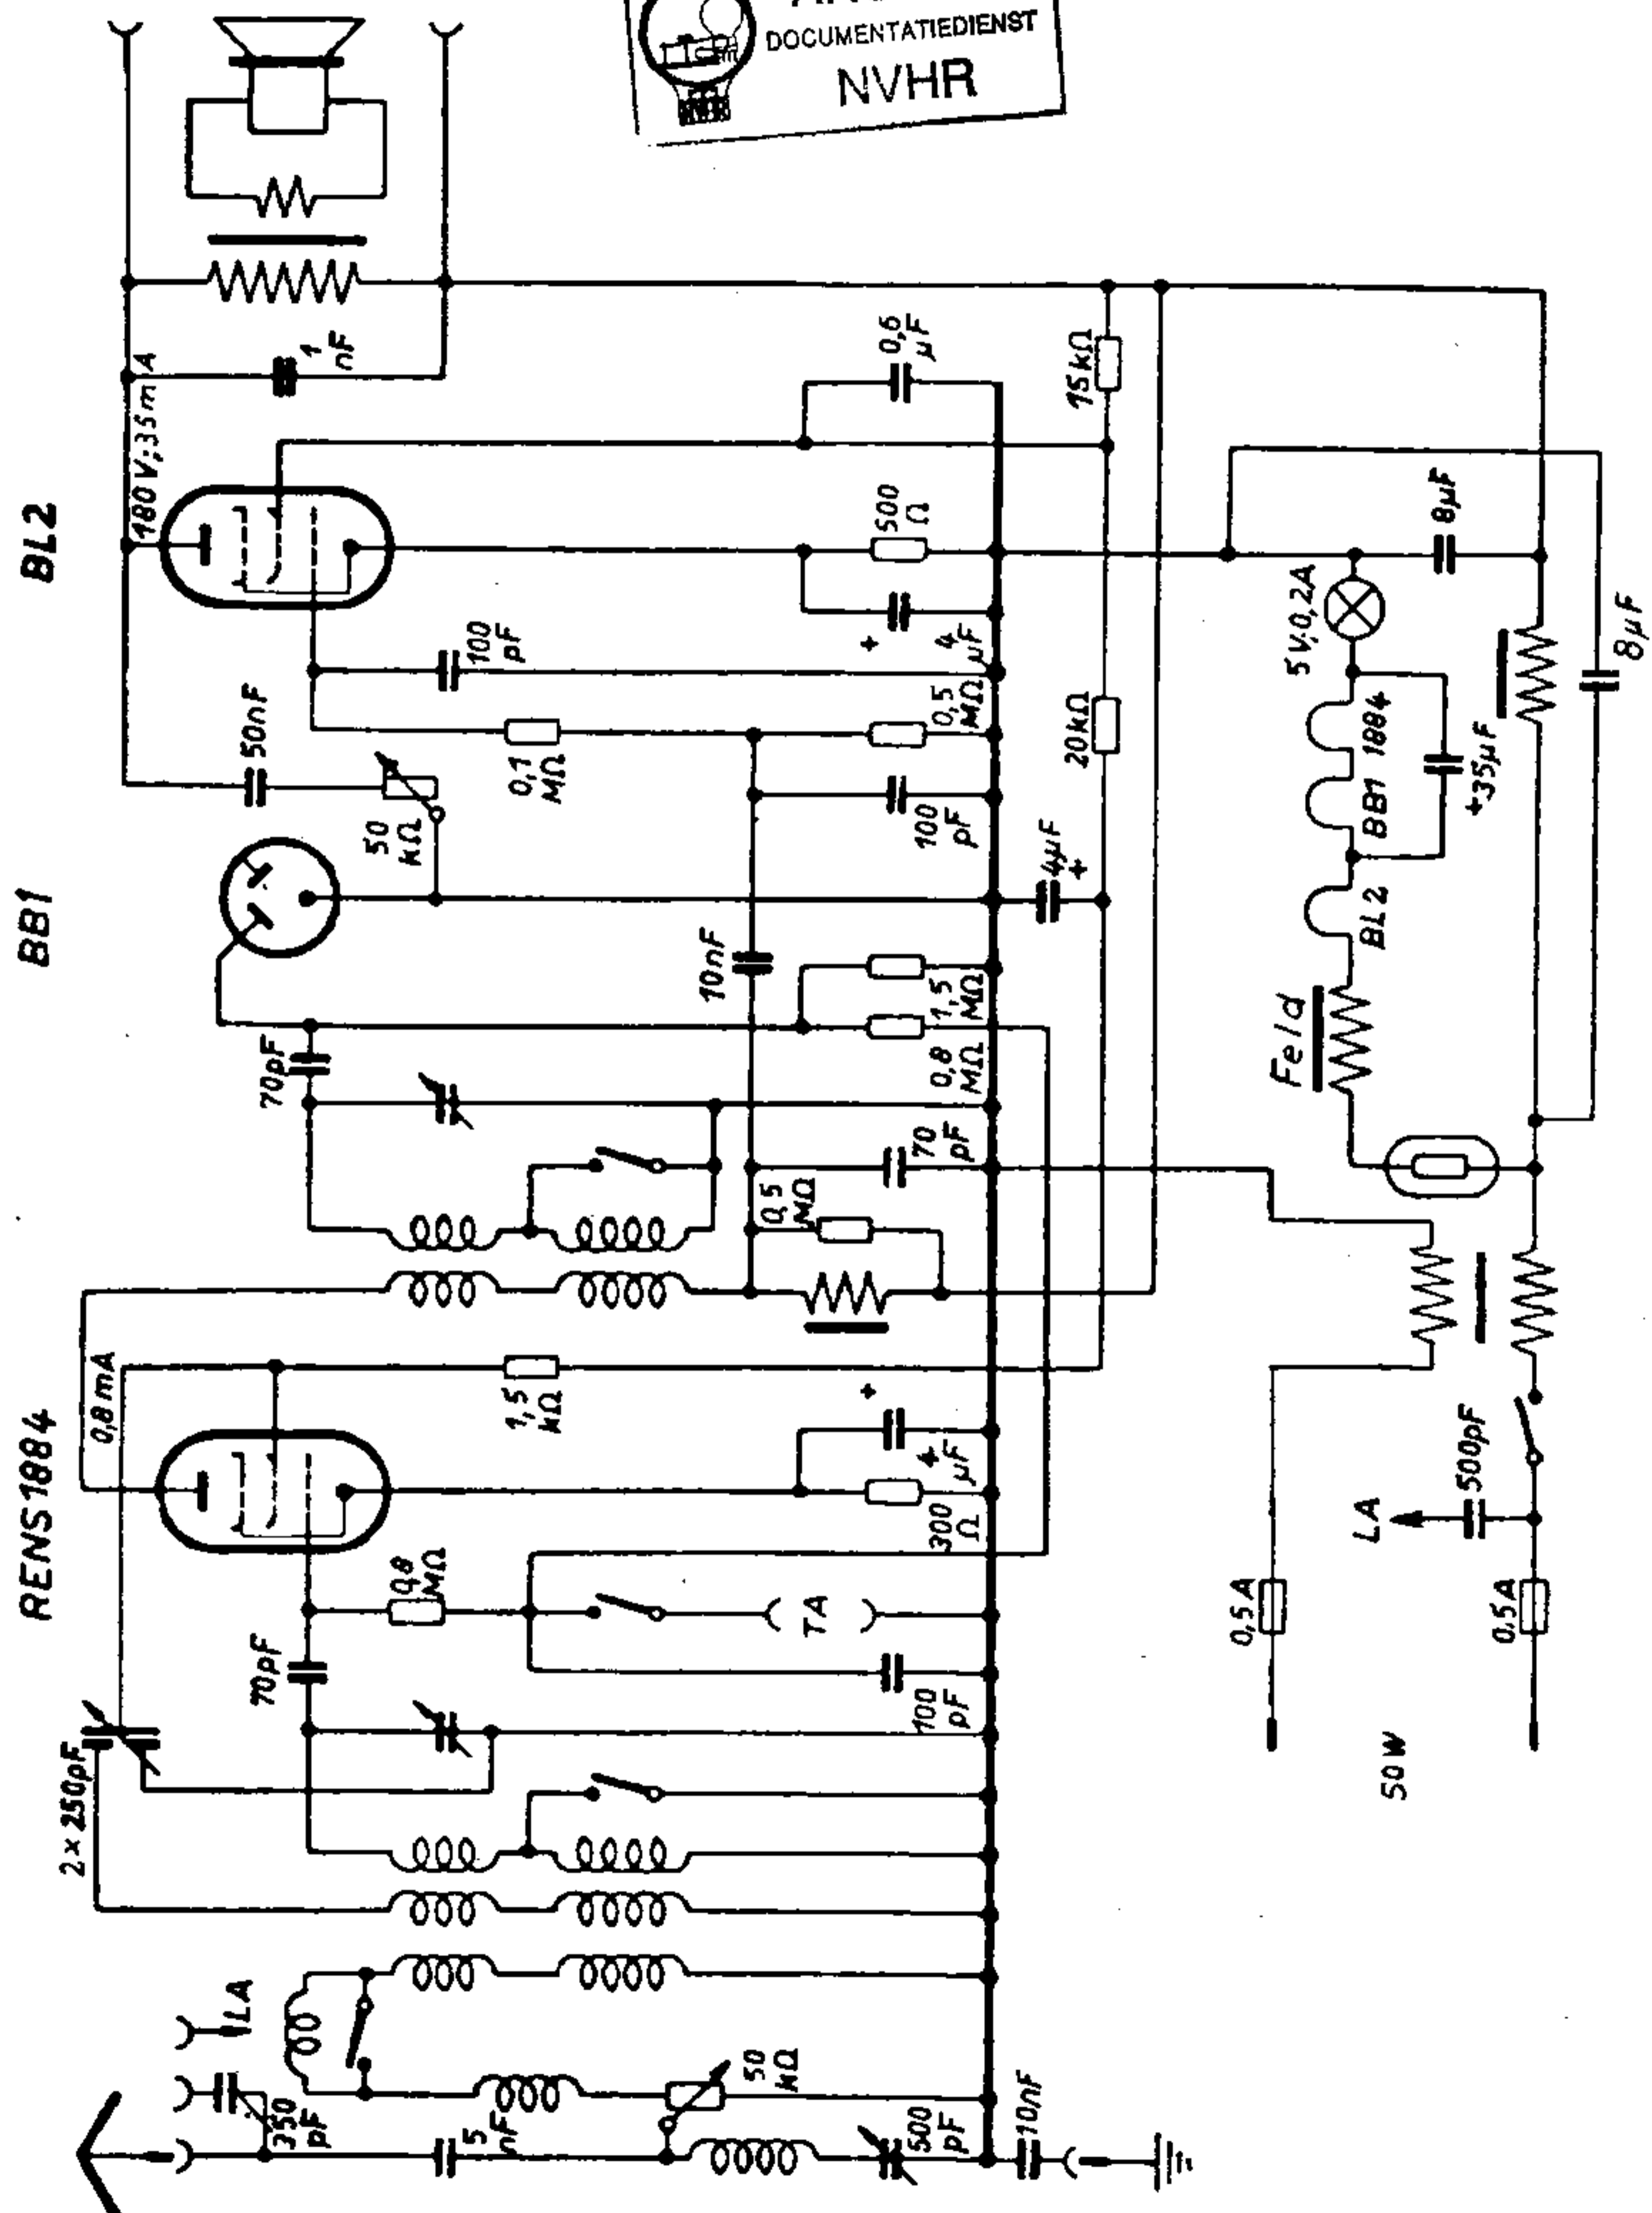 DOCUMENTATIEDIENST
NVHR
RENS1884
BB1
BL2
2×250pF
0,8 mA
180 V;35mA
50nF
1
nF
LA
350
pF
5
nF
50
kΩ
500
pF
10nF
70pF
0,8
MΩ
TA
100
pF
300
Ω
4
µF
+
1,5
kΩ
0,5
MΩ
70
pF
70pF
0,8
MΩ
1,5
MΩ
10nF
50
kΩ
0,1
MΩ
100
pF
0,5
MΩ
100
pF
4
µF
+
500
Ω
0,6
µF
4µF
+
20kΩ
15kΩ
Feld
BL2
BB1
1884
5V;0,2A
+35µF
8µF
8µF
LA
500pF
0,5A
0,5A
50W